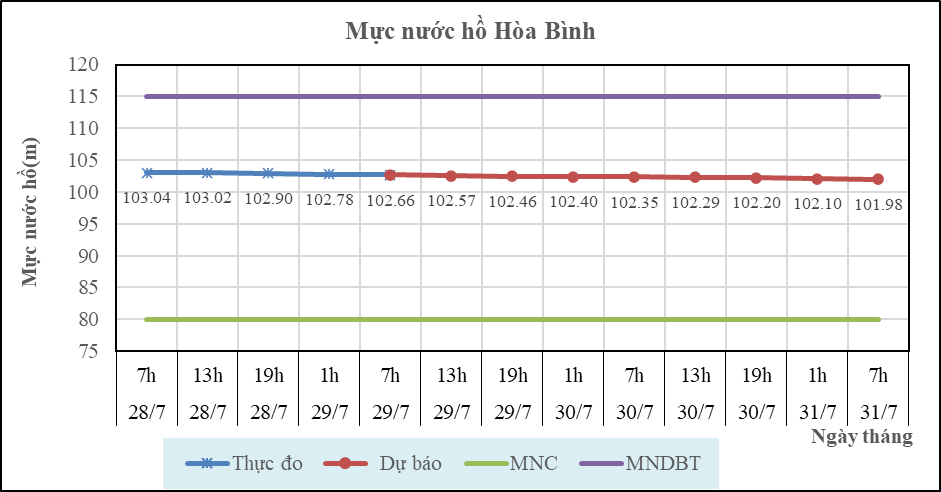 Mực nước hồ Hòa Bình
Mực nước hồ(m)
120
115
110
105
100
95
90
85
80
75
103.04 103.02 102.90 102.78 102.66 102.57 102.46 102.40 102.35 102.29 102.20 102.10 101.98
7h 13h 19h 1h 7h 13h 19h 1h 7h 13h 19h 1h 7h
28/7 28/7 28/7 29/7 29/7 29/7 29/7 30/7 30/7 30/7 30/7 31/7 31/7
Ngày tháng
Thực đo Dự báo MNC MNDBT